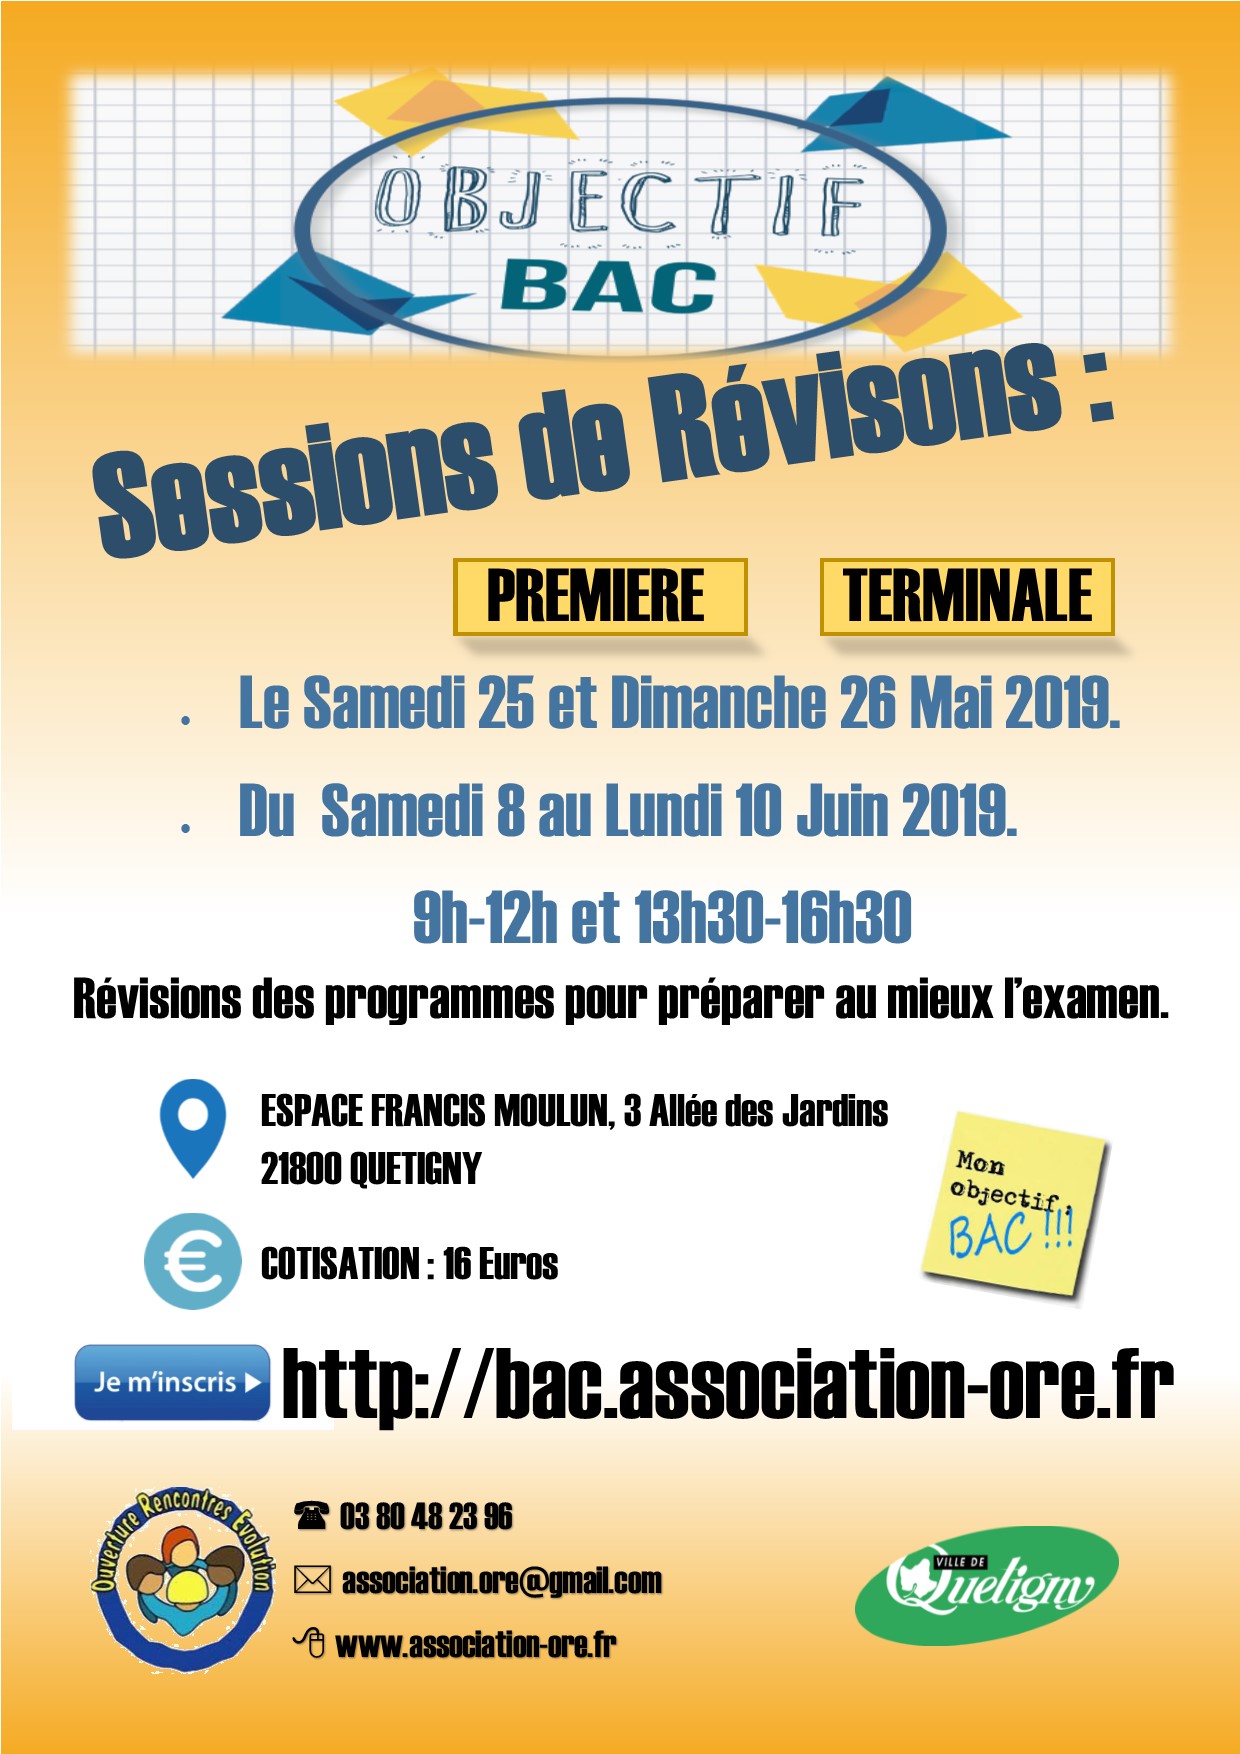 OBJECTIF
BAC
Sessions de Révisons :
PREMIERE
TERMINALE
• Le Samedi 25 et Dimanche 26 Mai 2019.
• Du Samedi 8 au Lundi 10 Juin 2019.
9h-12h et 13h30-16h30
Révisions des programmes pour préparer au mieux l'examen.
ESPACE FRANCIS MOULUN, 3 Allée des Jardins
21800 QUETIGNY
Mon
objectif :
BAC !!!
€ COTISATION : 16 Euros
Je m'inscris
http://bac.association-ore.fr
Ouverture Rencontres Evolution
03 80 48 23 96
association.ore@gmail.com
www.association-ore.fr
VILLE DE
Quetigny